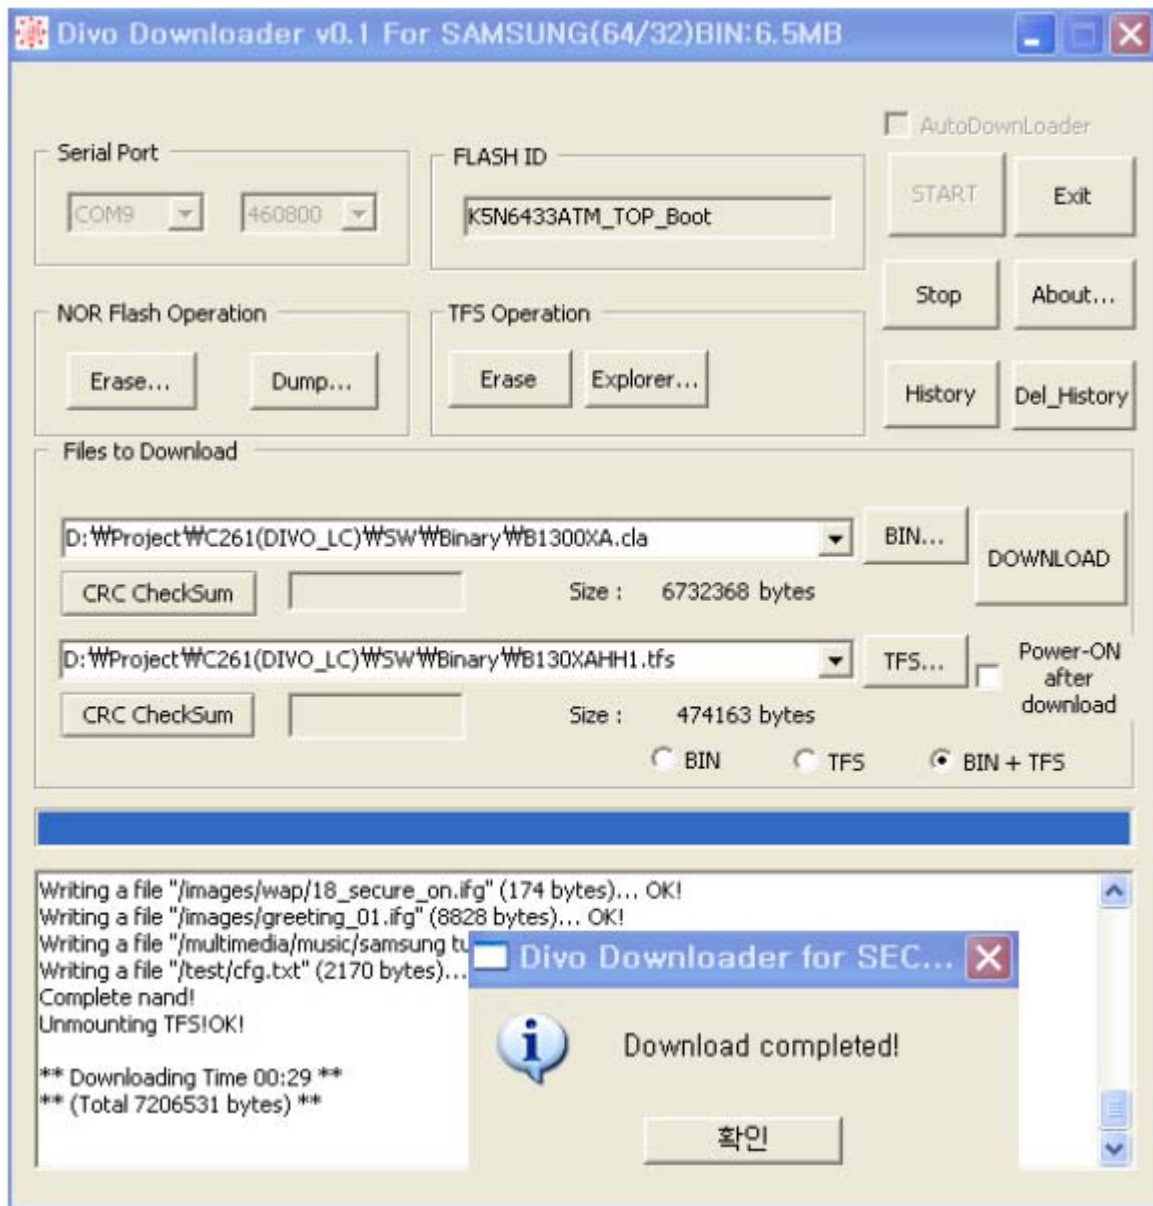 Divo Downloader v0.1 For SAMSUNG(64/32)BIN:6.5MB
AutoDownLoader
Serial Port
COM9
460800
FLASH ID
K5N6433ATM_TOP_Boot
START
Exit
Stop
About...
NOR Flash Operation
Erase...
Dump...
TFS Operation
Erase
Explorer...
History
Del_History
Files to Download
D:₩Project₩C261(DIVO_LC)₩SW₩Binary₩B1300XA.cla
BIN...
DOWNLOAD
CRC CheckSum
Size : 6732368 bytes
D:₩Project₩C261(DIVO_LC)₩SW₩Binary₩B130XAHH1.tfs
TFS...
Power-ON
after
download
CRC CheckSum
Size : 474163 bytes
BIN
TFS
BIN + TFS
Writing a file "/images/wap/18_secure_on.ifg" (174 bytes)... OK!
Writing a file "/images/greeting_01.ifg" (8828 bytes)... OK!
Writing a file "/multimedia/music/samsung tu
Writing a file "/test/cfg.txt" (2170 bytes)...
Complete nand!
Unmounting TFS!OK!
** Downloading Time 00:29 **
** (Total 7206531 bytes) **
Divo Downloader for SEC...
Download completed!
확인